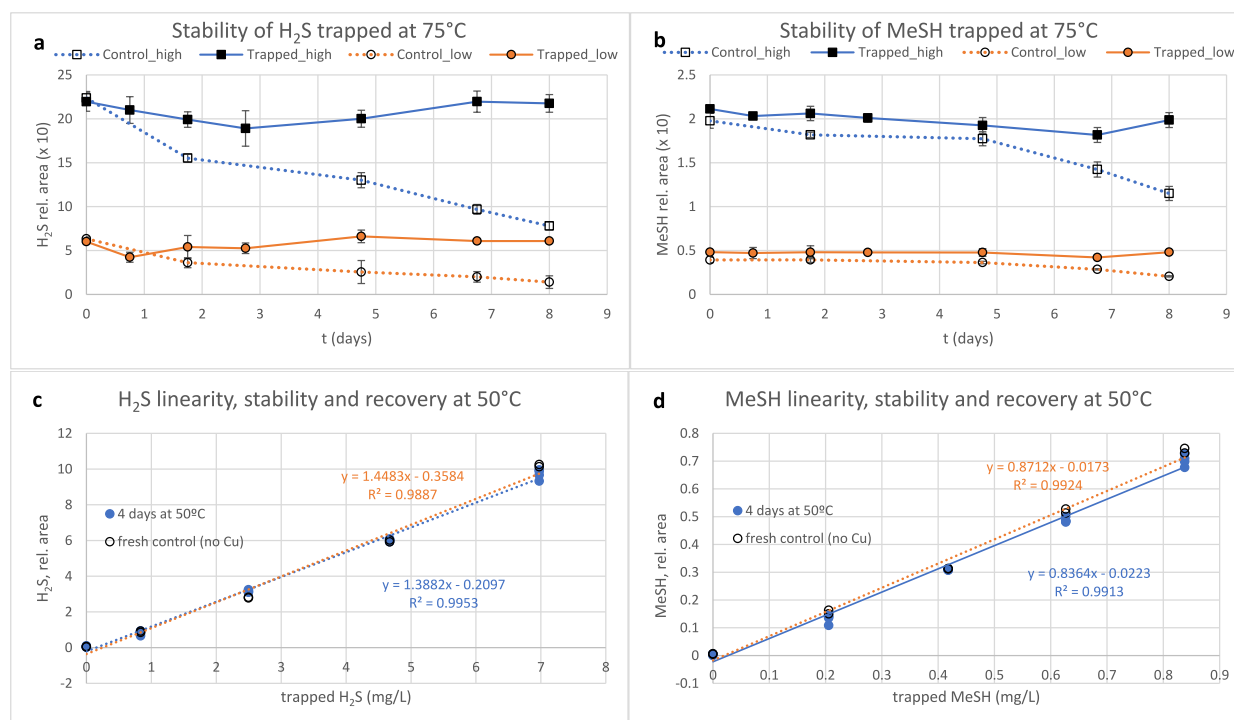 a
Stability of H₂S trapped at 75°C
Control_high Trapped_high Control_low Trapped_low
25
20
15
10
5
0
H₂S rel. area (x 10)
0 1 2 3 4 5 6 7 8 9
t (days)
b
Stability of MeSH trapped at 75°C
Control_high Trapped_high Control_low Trapped_low
2.5
2
1.5
1
0.5
0
MeSH rel. area (x 10)
0 1 2 3 4 5 6 7 8 9
t (days)
c
H₂S linearity, stability and recovery at 50°C
12
10
8
6
4
2
0
-2
H₂S, rel. area
y = 1.4483x - 0.3584
R² = 0.9887
4 days at 50ºC
fresh control (no Cu)
y = 1.3882x - 0.2097
R² = 0.9953
0 1 2 3 4 5 6 7 8
trapped H₂S (mg/L)
d
MeSH linearity, stability and recovery at 50°C
0.8
0.7
0.6
0.5
0.4
0.3
0.2
0.1
0
-0.1
MeSH, rel. area
y = 0.8712x - 0.0173
R² = 0.9924
4 days at 50ºC
fresh control (no Cu)
y = 0.8364x - 0.0223
R² = 0.9913
0 0.1 0.2 0.3 0.4 0.5 0.6 0.7 0.8 0.9
trapped MeSH (mg/L)